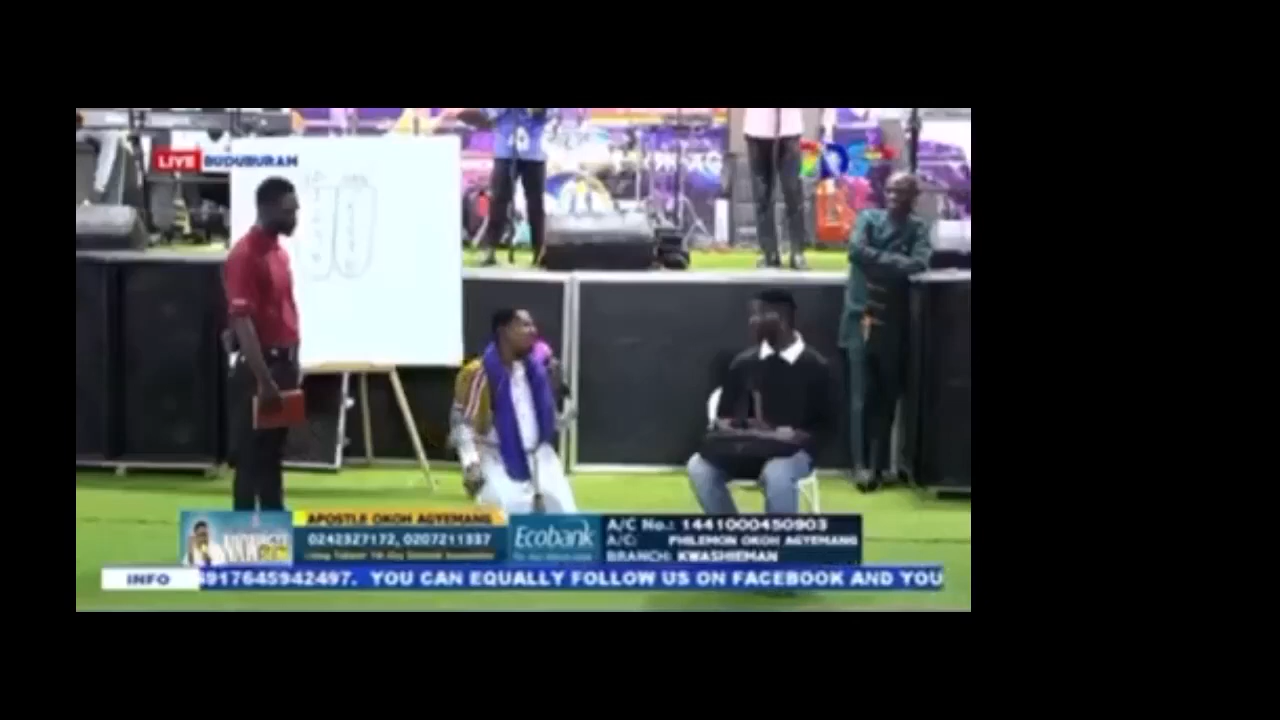 LIVE BUDUBURAM
APOSTLE OKOH AGYEMANG
0242327172, 0207211337
Ecobank
A/C No.: 1441000450903
A/C: PHILEMON OKOH AGYEMANG
BRANCH: KWASHIEMAN
INFO
4917645942497. YOU CAN EQUALLY FOLLOW US ON FACEBOOK AND YOU